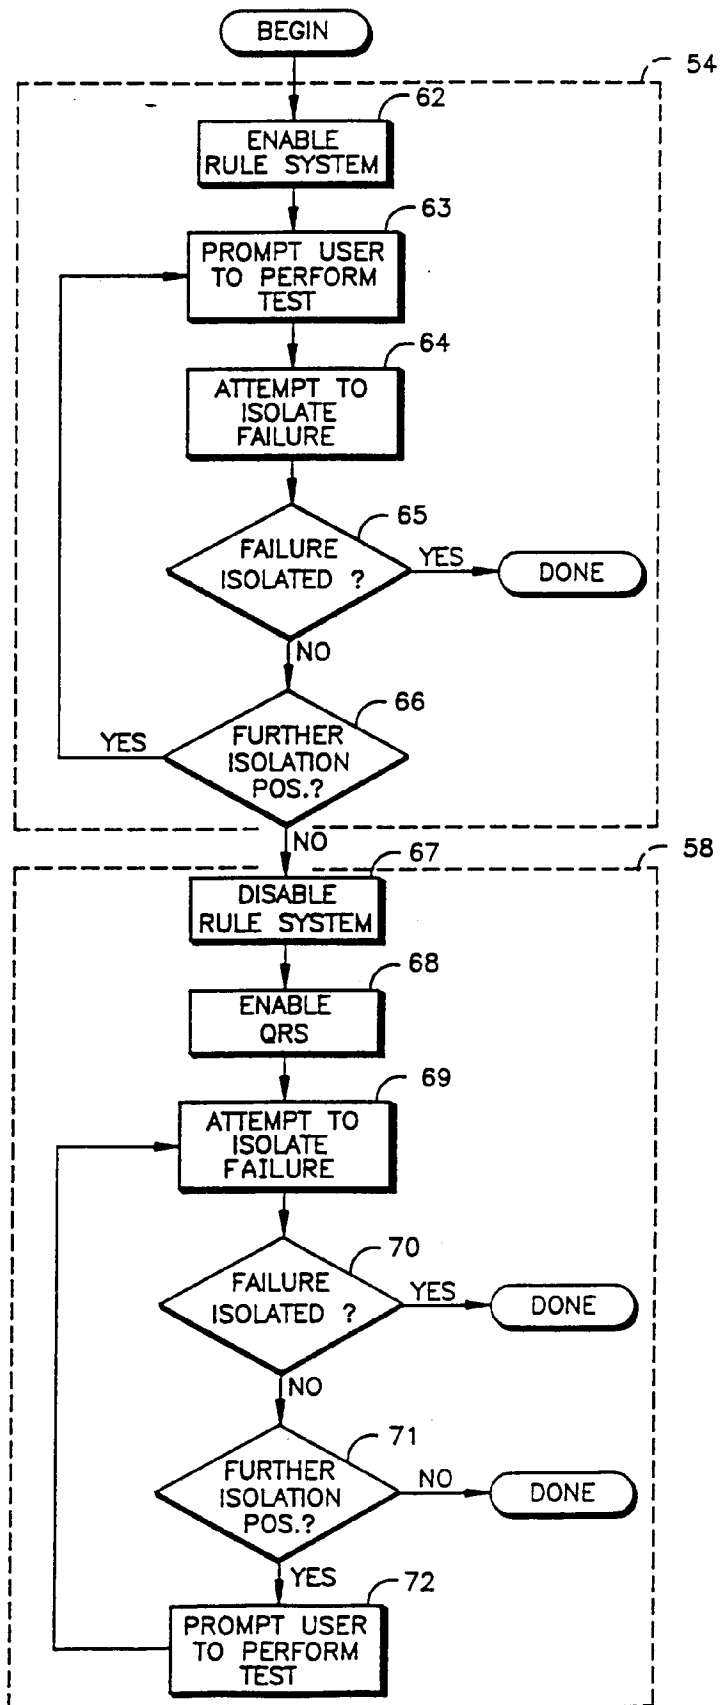 BEGIN
54
62
ENABLE
RULE SYSTEM
63
PROMPT USER
TO PERFORM
TEST
64
ATTEMPT TO
ISOLATE
FAILURE
65
FAILURE
ISOLATED ?
YES
DONE
NO
66
FURTHER
ISOLATION
POS.?
YES
NO
58
67
DISABLE
RULE SYSTEM
68
ENABLE
QRS
69
ATTEMPT TO
ISOLATE
FAILURE
70
FAILURE
ISOLATED ?
YES
DONE
NO
71
FURTHER
ISOLATION
POS.?
NO
DONE
YES
72
PROMPT USER
TO PERFORM
TEST